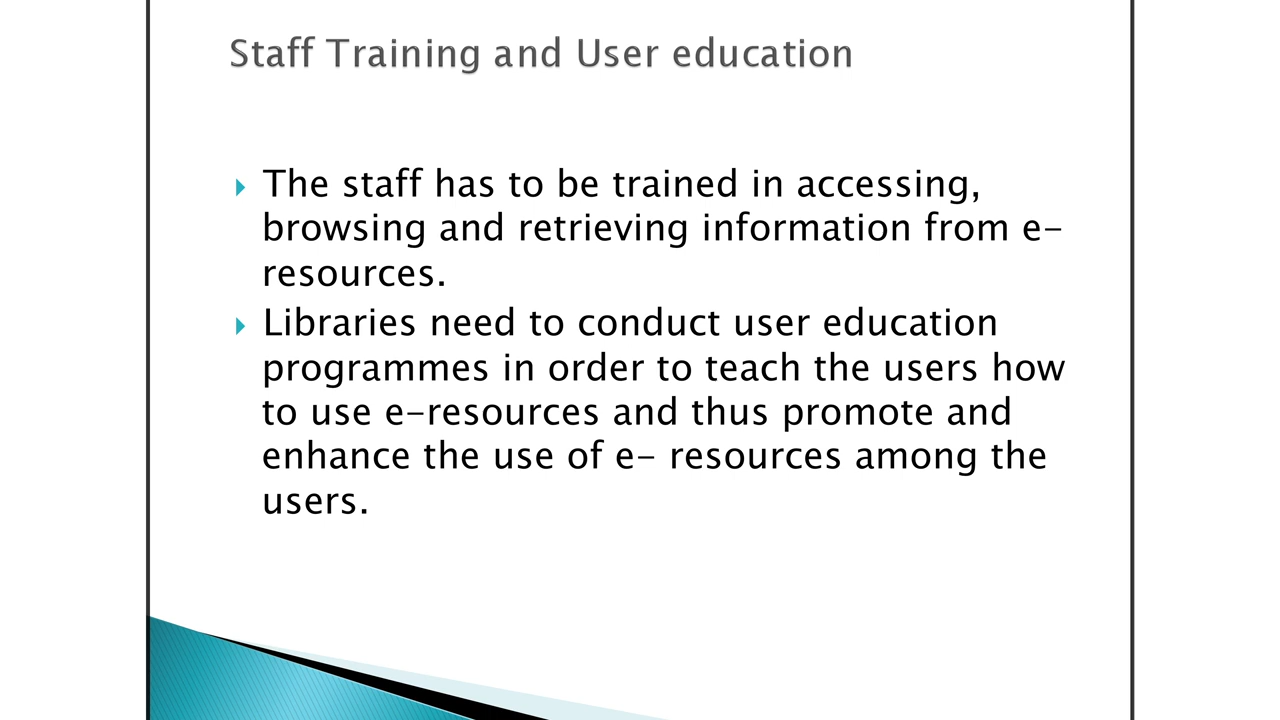 Staff Training and User education
The staff has to be trained in accessing,
browsing and retrieving information from e-
resources.
Libraries need to conduct user education
programmes in order to teach the users how
to use e-resources and thus promote and
enhance the use of e- resources among the
users.